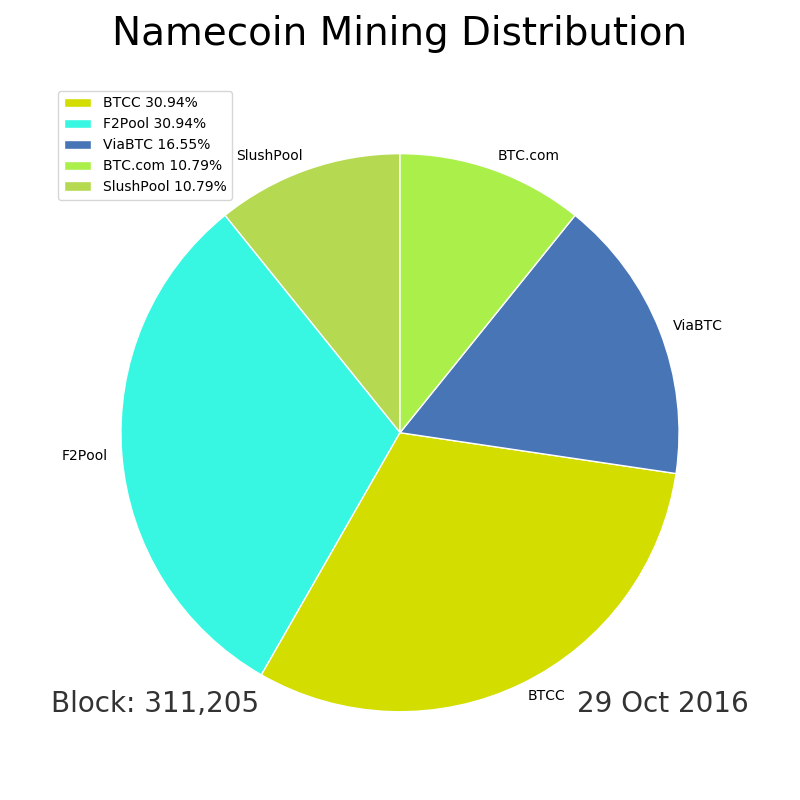 Namecoin Mining Distribution
BTCC 30.94%
F2Pool 30.94%
ViaBTC 16.55%
BTC.com 10.79%
SlushPool 10.79%
SlushPool
BTC.com
ViaBTC
F2Pool
BTCC
Block: 311,205
29 Oct 2016